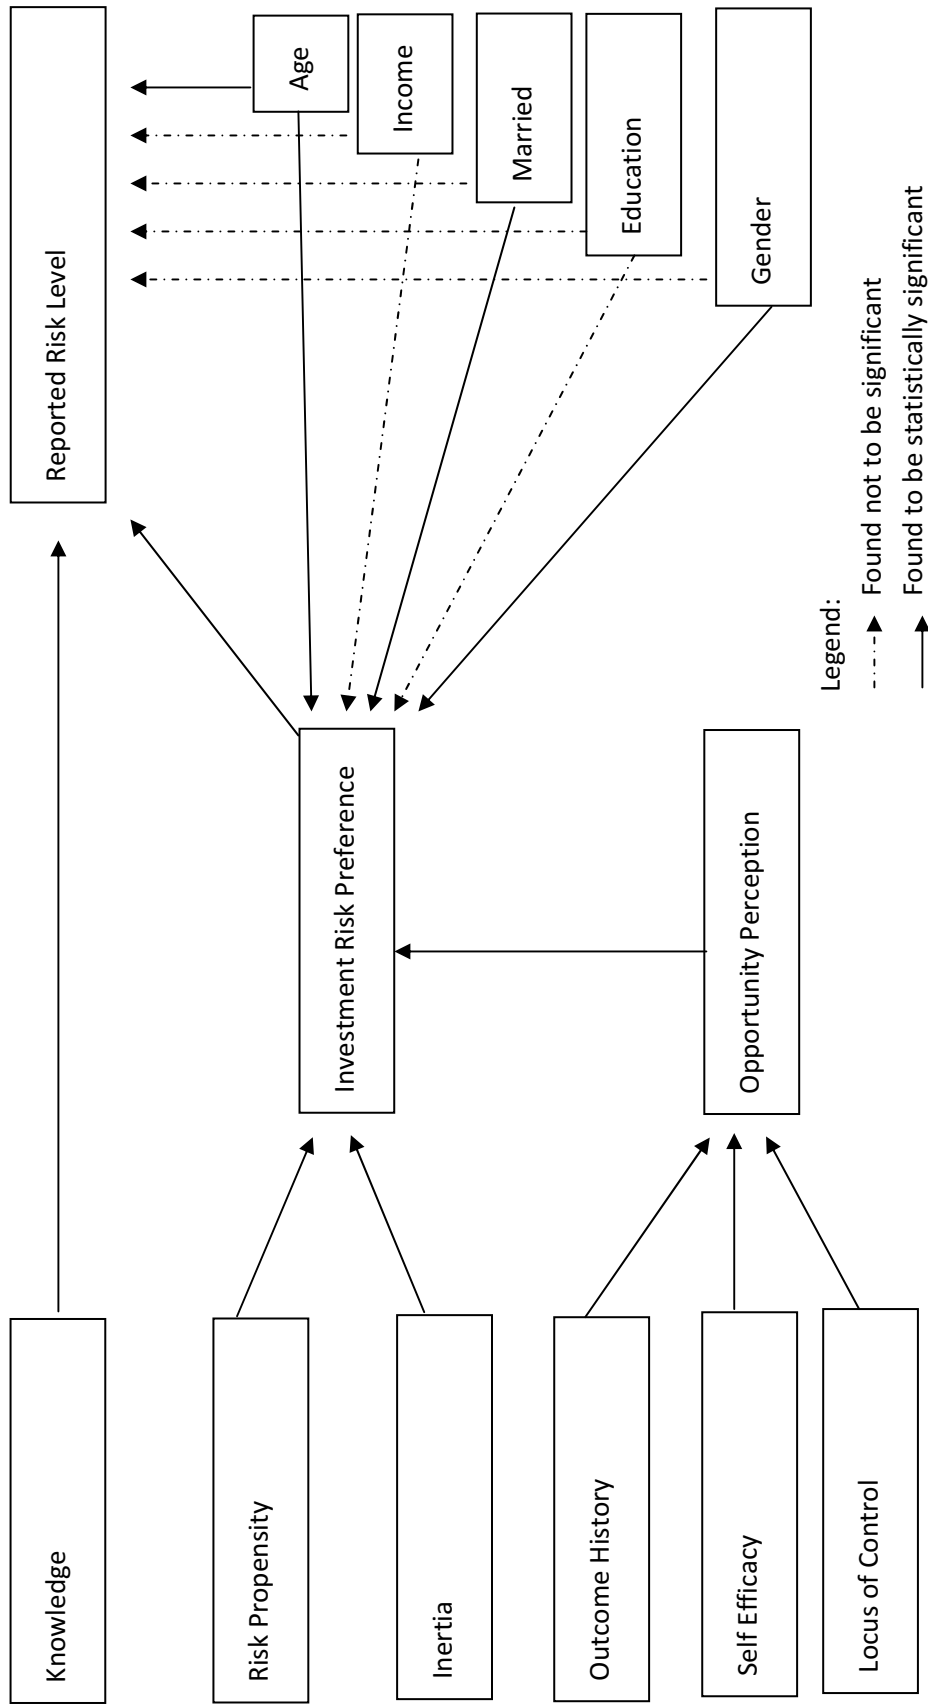 Knowledge
Risk Propensity
Inertia
Outcome History
Self Efficacy
Locus of Control
Investment Risk Preference
Opportunity Perception
Reported Risk Level
Age
Income
Married
Education
Gender
Legend:
Found not to be significant
Found to be statistically significant